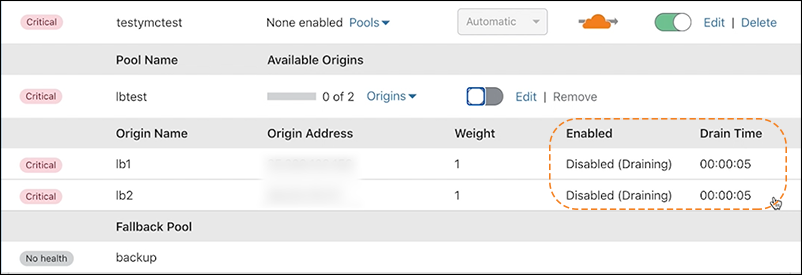 Critical testymctest None enabled Pools Automatic Edit | Delete
Pool Name Available Origins
Critical lbtest 0 of 2 Origins Edit | Remove
Origin Name Origin Address Weight Enabled Drain Time
Critical lb1 1 Disabled (Draining) 00:00:05
Critical lb2 1 Disabled (Draining) 00:00:05
Fallback Pool
No health backup